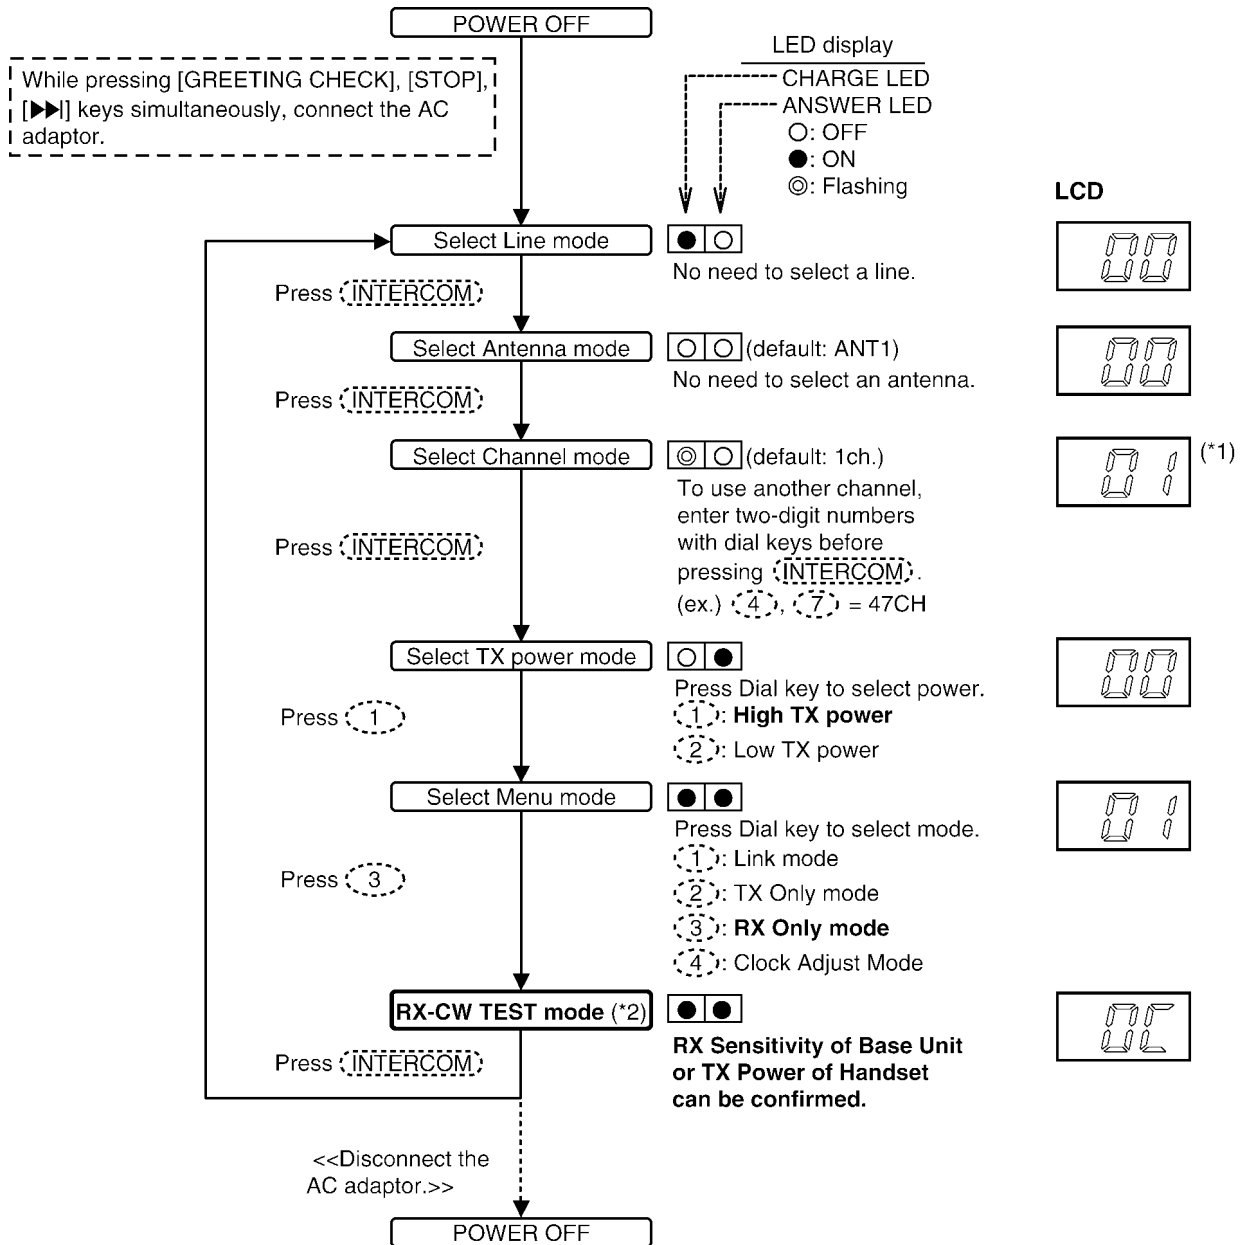 POWER OFF
While pressing [GREETING CHECK], [STOP],
[▶▶|] keys simultaneously, connect the AC
adaptor.
LED display
CHARGE LED
ANSWER LED
○: OFF
●: ON
◎: Flashing
LCD
Select Line mode
● ○
No need to select a line.
00
Press (INTERCOM)
Select Antenna mode
○ ○ (default: ANT1)
No need to select an antenna.
00
Press (INTERCOM)
Select Channel mode
◎ ○ (default: 1ch.)
To use another channel,
enter two-digit numbers
with dial keys before
pressing (INTERCOM).
(ex.) (4), (7) = 47CH
01 (*1)
Press (INTERCOM)
Select TX power mode
○ ●
Press Dial key to select power.
(1): High TX power
(2): Low TX power
00
Press (1)
Select Menu mode
● ●
Press Dial key to select mode.
(1): Link mode
(2): TX Only mode
(3): RX Only mode
(4): Clock Adjust Mode
01
Press (3)
RX-CW TEST mode (*2)
● ●
RX Sensitivity of Base Unit
or TX Power of Handset
can be confirmed.
0C
Press (INTERCOM)
<<Disconnect the
AC adaptor.>>
POWER OFF